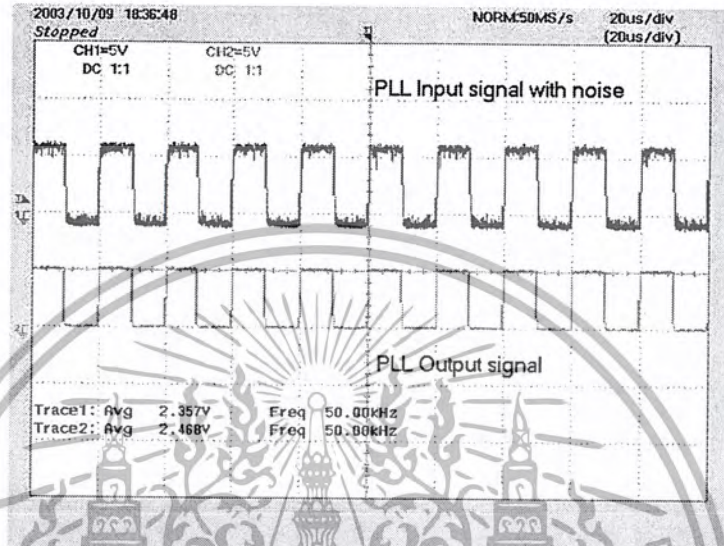 2003/10/09 18:36:48 NORM:50MS/s 20us/div
Stopped (20us/div)
CH1=5V CH2=5V
DC 1:1 DC 1:1
PLL Input signal with noise
PLL Output signal
Trace1: Avg 2.357V Freq 50.00kHz
Trace2: Avg 2.468V Freq 50.00kHz